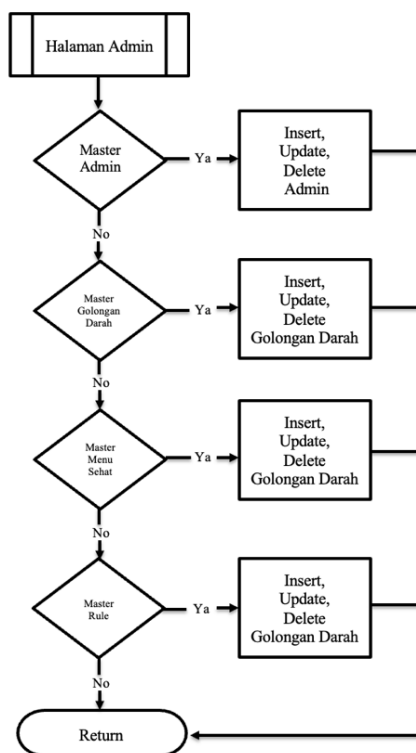 Halaman Admin
Master
Admin
Ya
Insert,
Update,
Delete
Admin
No
Master
Golongan
Darah
Ya
Insert,
Update,
Delete
Golongan Darah
No
Master
Menu
Sehat
Ya
Insert,
Update,
Delete
Golongan Darah
No
Master
Rule
Ya
Insert,
Update,
Delete
Golongan Darah
No
Return